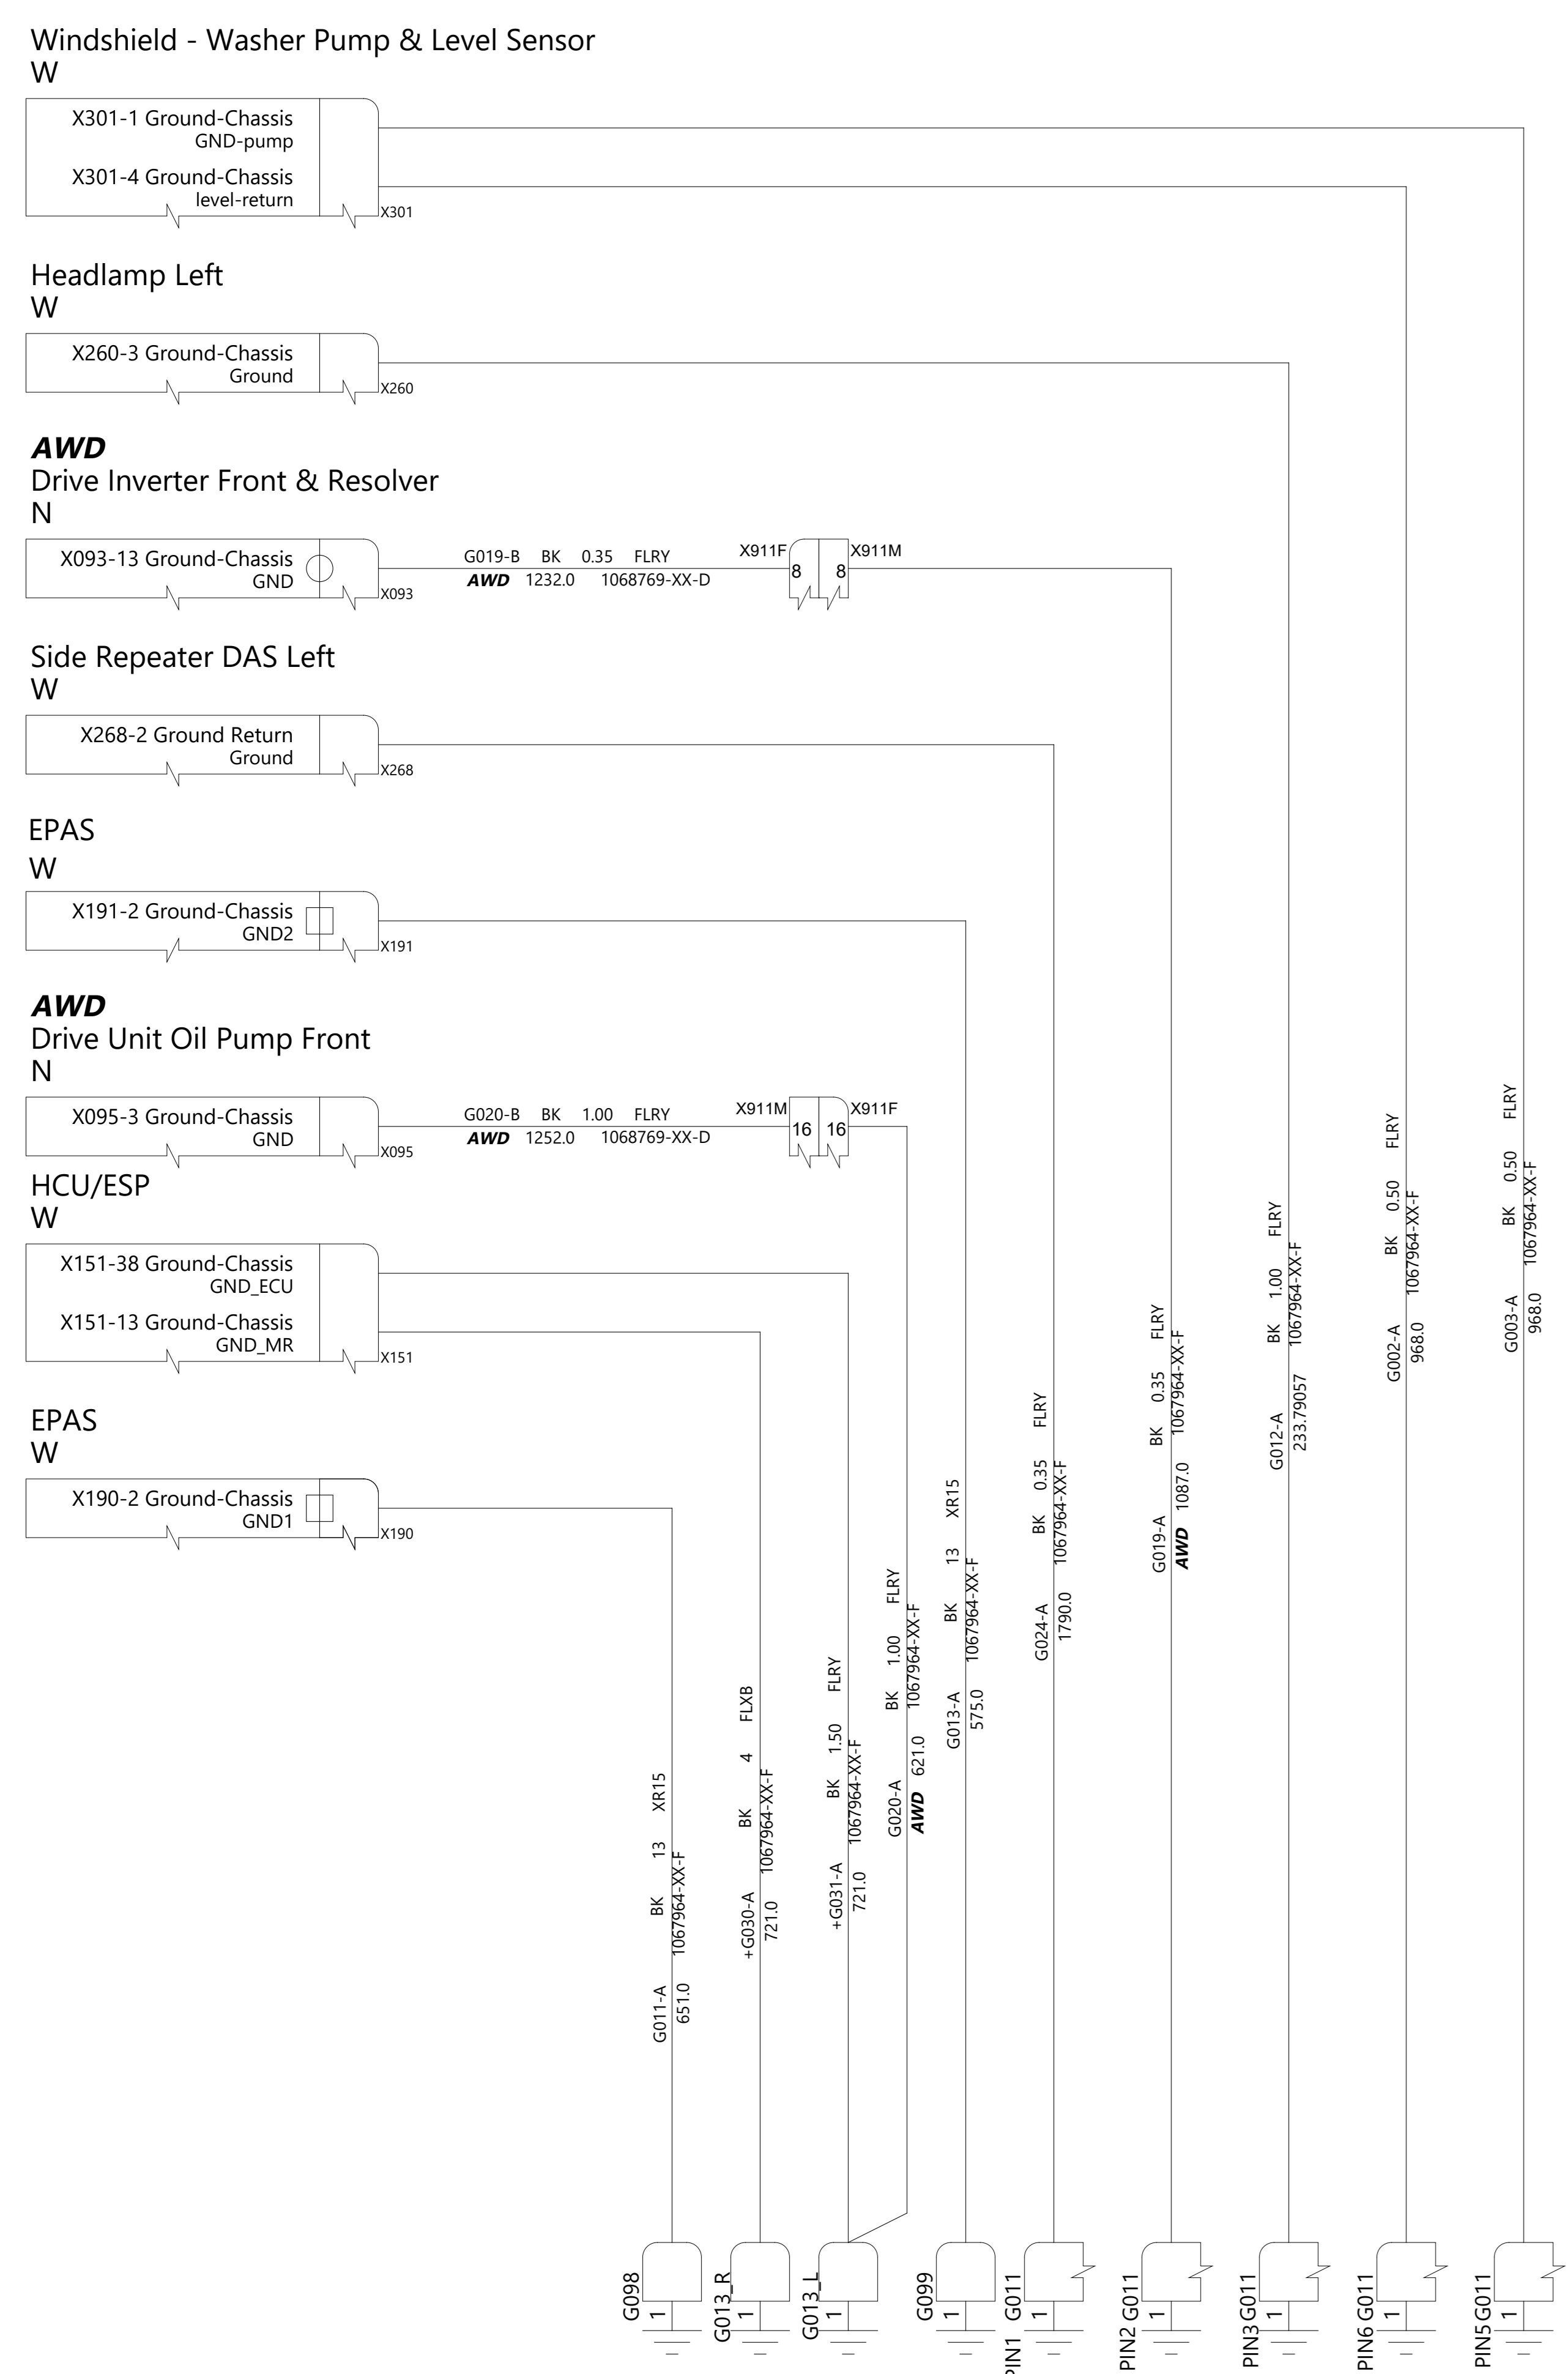 Windshield - Washer Pump & Level Sensor
W
X301-1 Ground-Chassis
GND-pump
X301-4 Ground-Chassis
level-return
X301
Headlamp Left
W
X260-3 Ground-Chassis
Ground
X260
AWD
Drive Inverter Front & Resolver
N
X093-13 Ground-Chassis
GND
X093
G019-B BK 0.35 FLRY
AWD 1232.0 1068769-XX-D
X911F
8
8
X911M
Side Repeater DAS Left
W
X268-2 Ground Return
Ground
X268
EPAS
W
X191-2 Ground-Chassis
GND2
X191
AWD
Drive Unit Oil Pump Front
N
X095-3 Ground-Chassis
GND
X095
G020-B BK 1.00 FLRY
AWD 1252.0 1068769-XX-D
X911M
16
16
X911F
HCU/ESP
W
X151-38 Ground-Chassis
GND_ECU
X151-13 Ground-Chassis
GND_MR
X151
EPAS
W
X190-2 Ground-Chassis
GND1
X190
G011-A BK 13 XR15
651.0 1067964-XX-F
+G030-A BK 4 FLXB
721.0 1067964-XX-F
+G031-A BK 1.50 FLRY
721.0 1067964-XX-F
G020-A BK 1.00 FLRY
AWD 621.0 1067964-XX-F
G013-A BK 13 XR15
575.0 1067964-XX-F
G024-A BK 0.35 FLRY
1790.0 1067964-XX-F
G019-A BK 0.35 FLRY
AWD 1087.0 1067964-XX-F
G012-A BK 1.00 FLRY
233.79057 1067964-XX-F
G002-A BK 0.50 FLRY
968.0 1067964-XX-F
G003-A BK 0.50 FLRY
968.0 1067964-XX-F
G098
1
G013_R
1
G013_L
1
G099
1
PIN1 G011
1
PIN2 G011
1
PIN3 G011
1
PIN6 G011
1
PIN5 G011
1